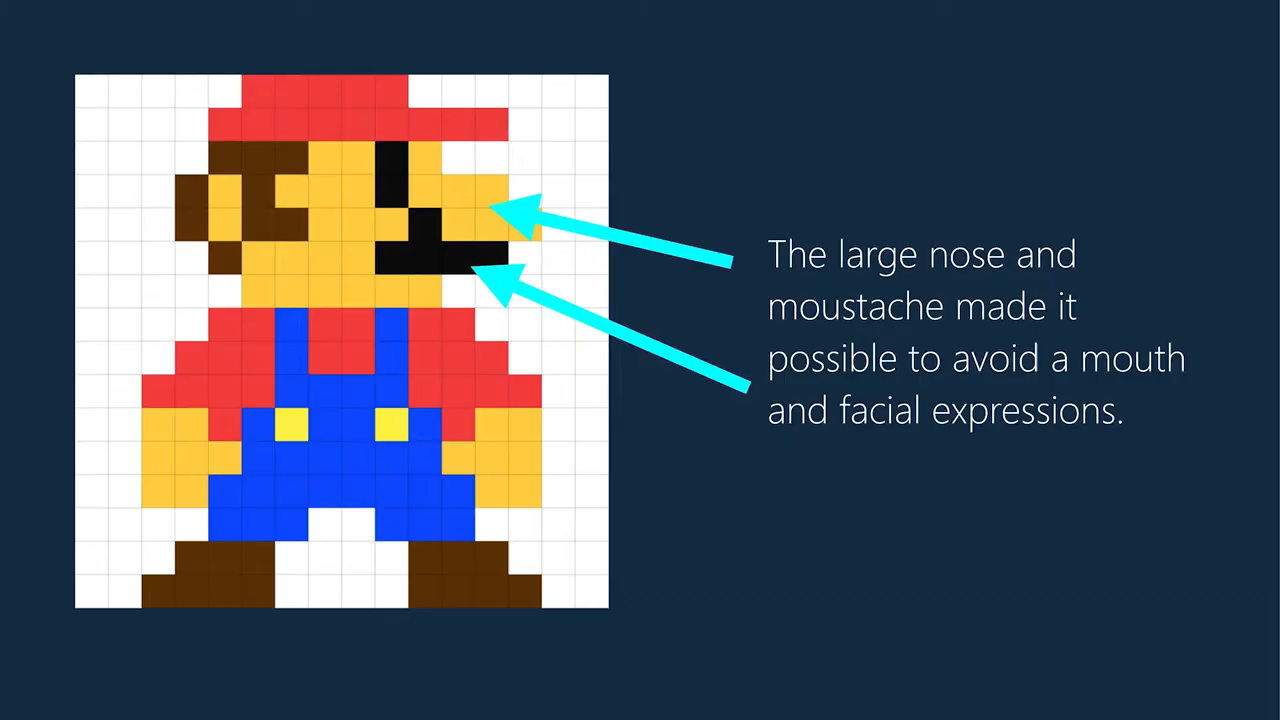 The large nose and
moustache made it
possible to avoid a mouth
and facial expressions.